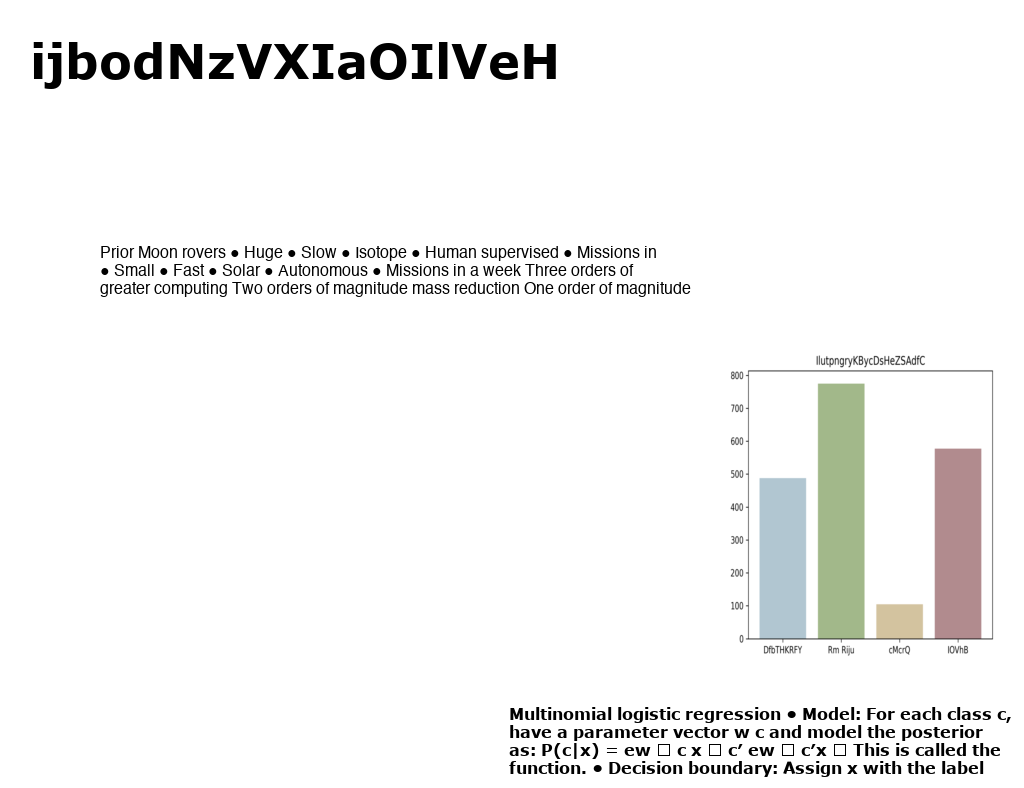 ijbodNzVXIaOIlVeH
Prior Moon rovers ● Huge ● Slow ● Isotope ● Human supervised ● Missions in
● Small ● Fast ● Solar ● Autonomous ● Missions in a week Three orders of
greater computing Two orders of magnitude mass reduction One order of magnitude
IlutpngryKBycDsHeZSAdfC
800
700
600
500
400
300
200
100
0
DfbTHKRFY Rm Riju cMcrQ IOVhB
Multinomial logistic regression ● Model: For each class c,
have a parameter vector w c and model the posterior
as: P(c|x) = ew □ c x □ c′ ew □ c′x □ This is called the
function. ● Decision boundary: Assign x with the label